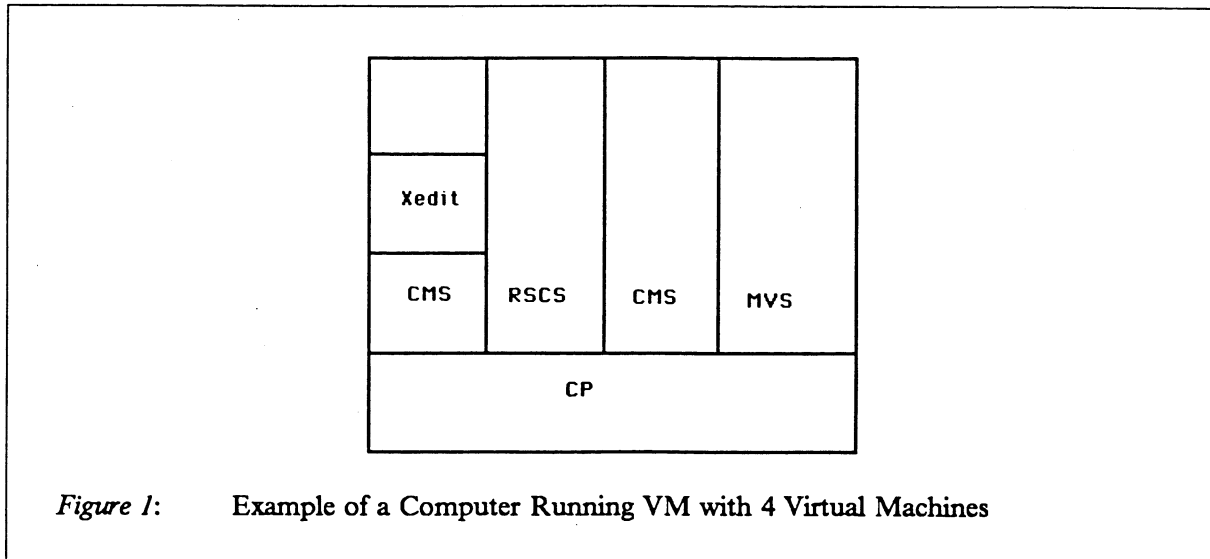 Xedit
CMS RSCS CMS MVS
CP
Figure 1: Example of a Computer Running VM with 4 Virtual Machines